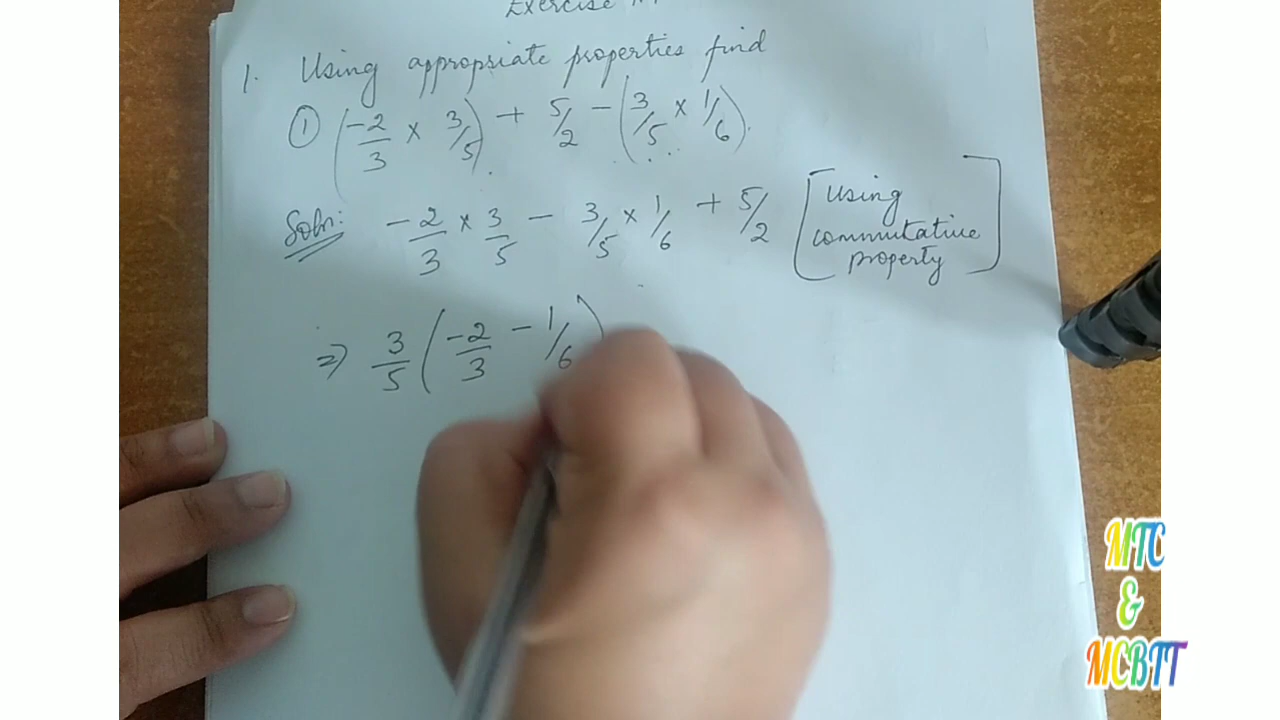 Exercise
1. Using appropriate properties find
① (-2/3 × 3/5) + 5/2 - (3/5 × 1/6)
Soln: -2/3 × 3/5 - 3/5 × 1/6 + 5/2 [Using commutative property]
⇒ 3/5 (-2/3 - 1/6)
MTC
&
MCBTT